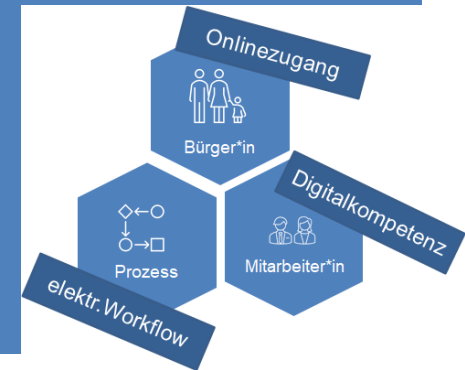 Onlinezugang
Bürger*in
Digitalkompetenz
Prozess
Mitarbeiter*in
elektr.Workflow